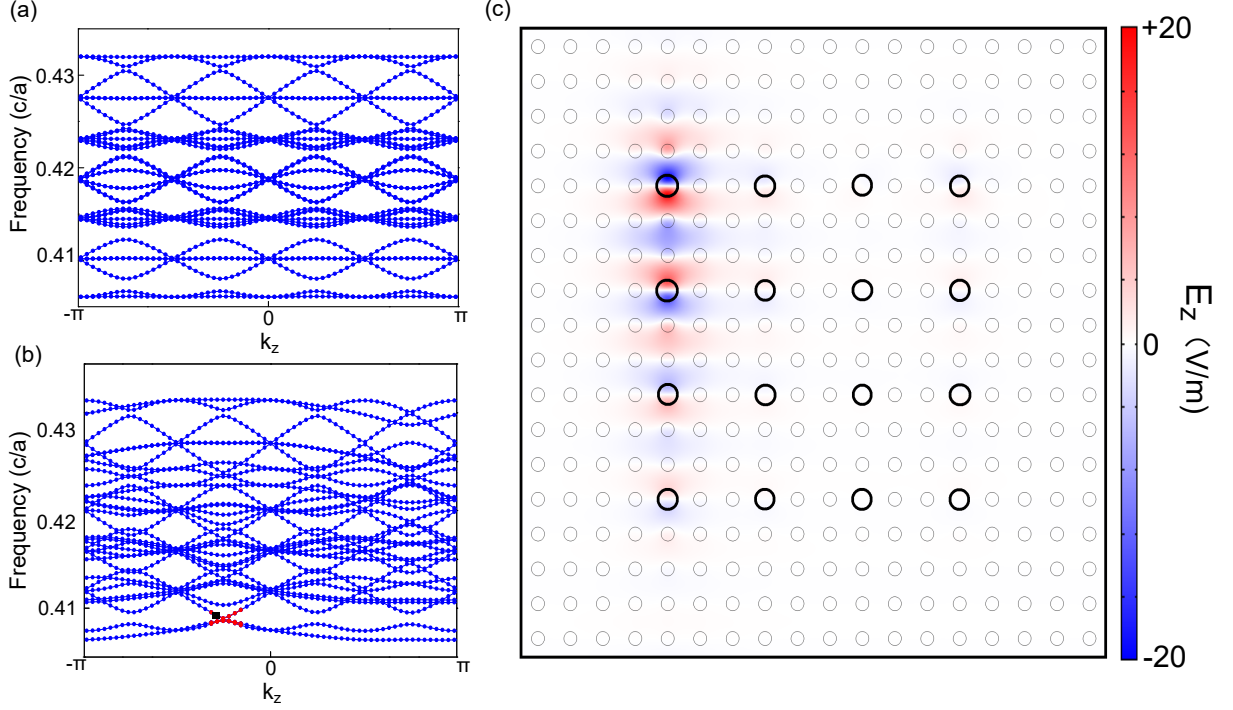 (a)
Frequency (c/a)
0.43
0.42
0.41
-π
0
π
k_z
(b)
Frequency (c/a)
0.43
0.42
0.41
-π
0
π
k_z
(c)
+20
0
-20
E_z (V/m)